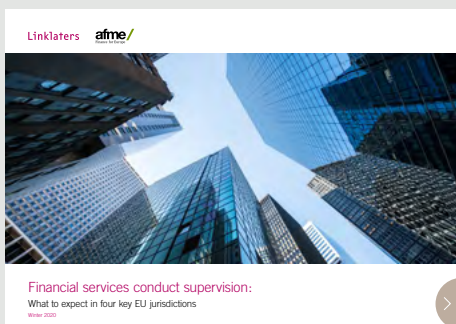 Linklaters
afme/
Finance for Europe
Financial services conduct supervision:
What to expect in four key EU jurisdictions
Winter 2020